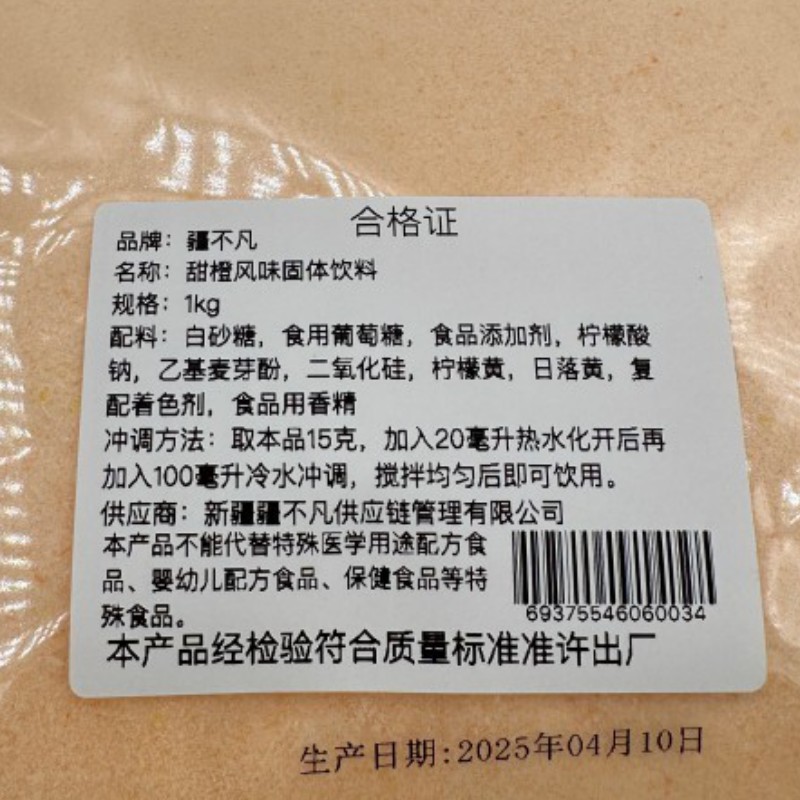 合格证
品牌：疆不凡
名称：甜橙风味固体饮料
规格：1kg
配料：白砂糖，食用葡萄糖，食品添加剂，柠檬酸
钠，乙基麦芽酚，二氧化硅，柠檬黄，日落黄，复
配着色剂，食品用香精
冲调方法：取本品15克，加入20毫升热水化开后再
加入100毫升冷水冲调，搅拌均匀后即可饮用。
供应商：新疆疆不凡供应链管理有限公司
本产品不能代替特殊医学用途配方食
品、婴幼儿配方食品、保健食品等特
殊食品。
69375546060034
本产品经检验符合质量标准准许出厂
生产日期:2025年04月10日